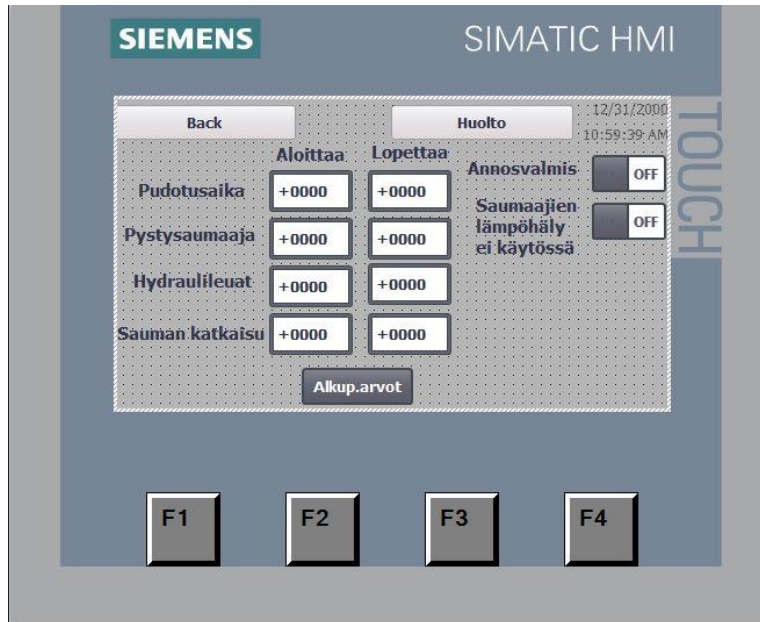 SIEMENS
SIMATIC HMI
TOUCH
Back
Huolto
12/31/2000
10:59:39 AM
Aloittaa
Lopettaa
Annosvalmis
OFF
Pudotusaika
+0000
+0000
Saumaajien
lämpöhäly
ei käytössä
OFF
Pystysaumaaja
+0000
+0000
Hydraulileuat
+0000
+0000
Sauman katkaisu
+0000
+0000
Alkup.arvot
F1
F2
F3
F4